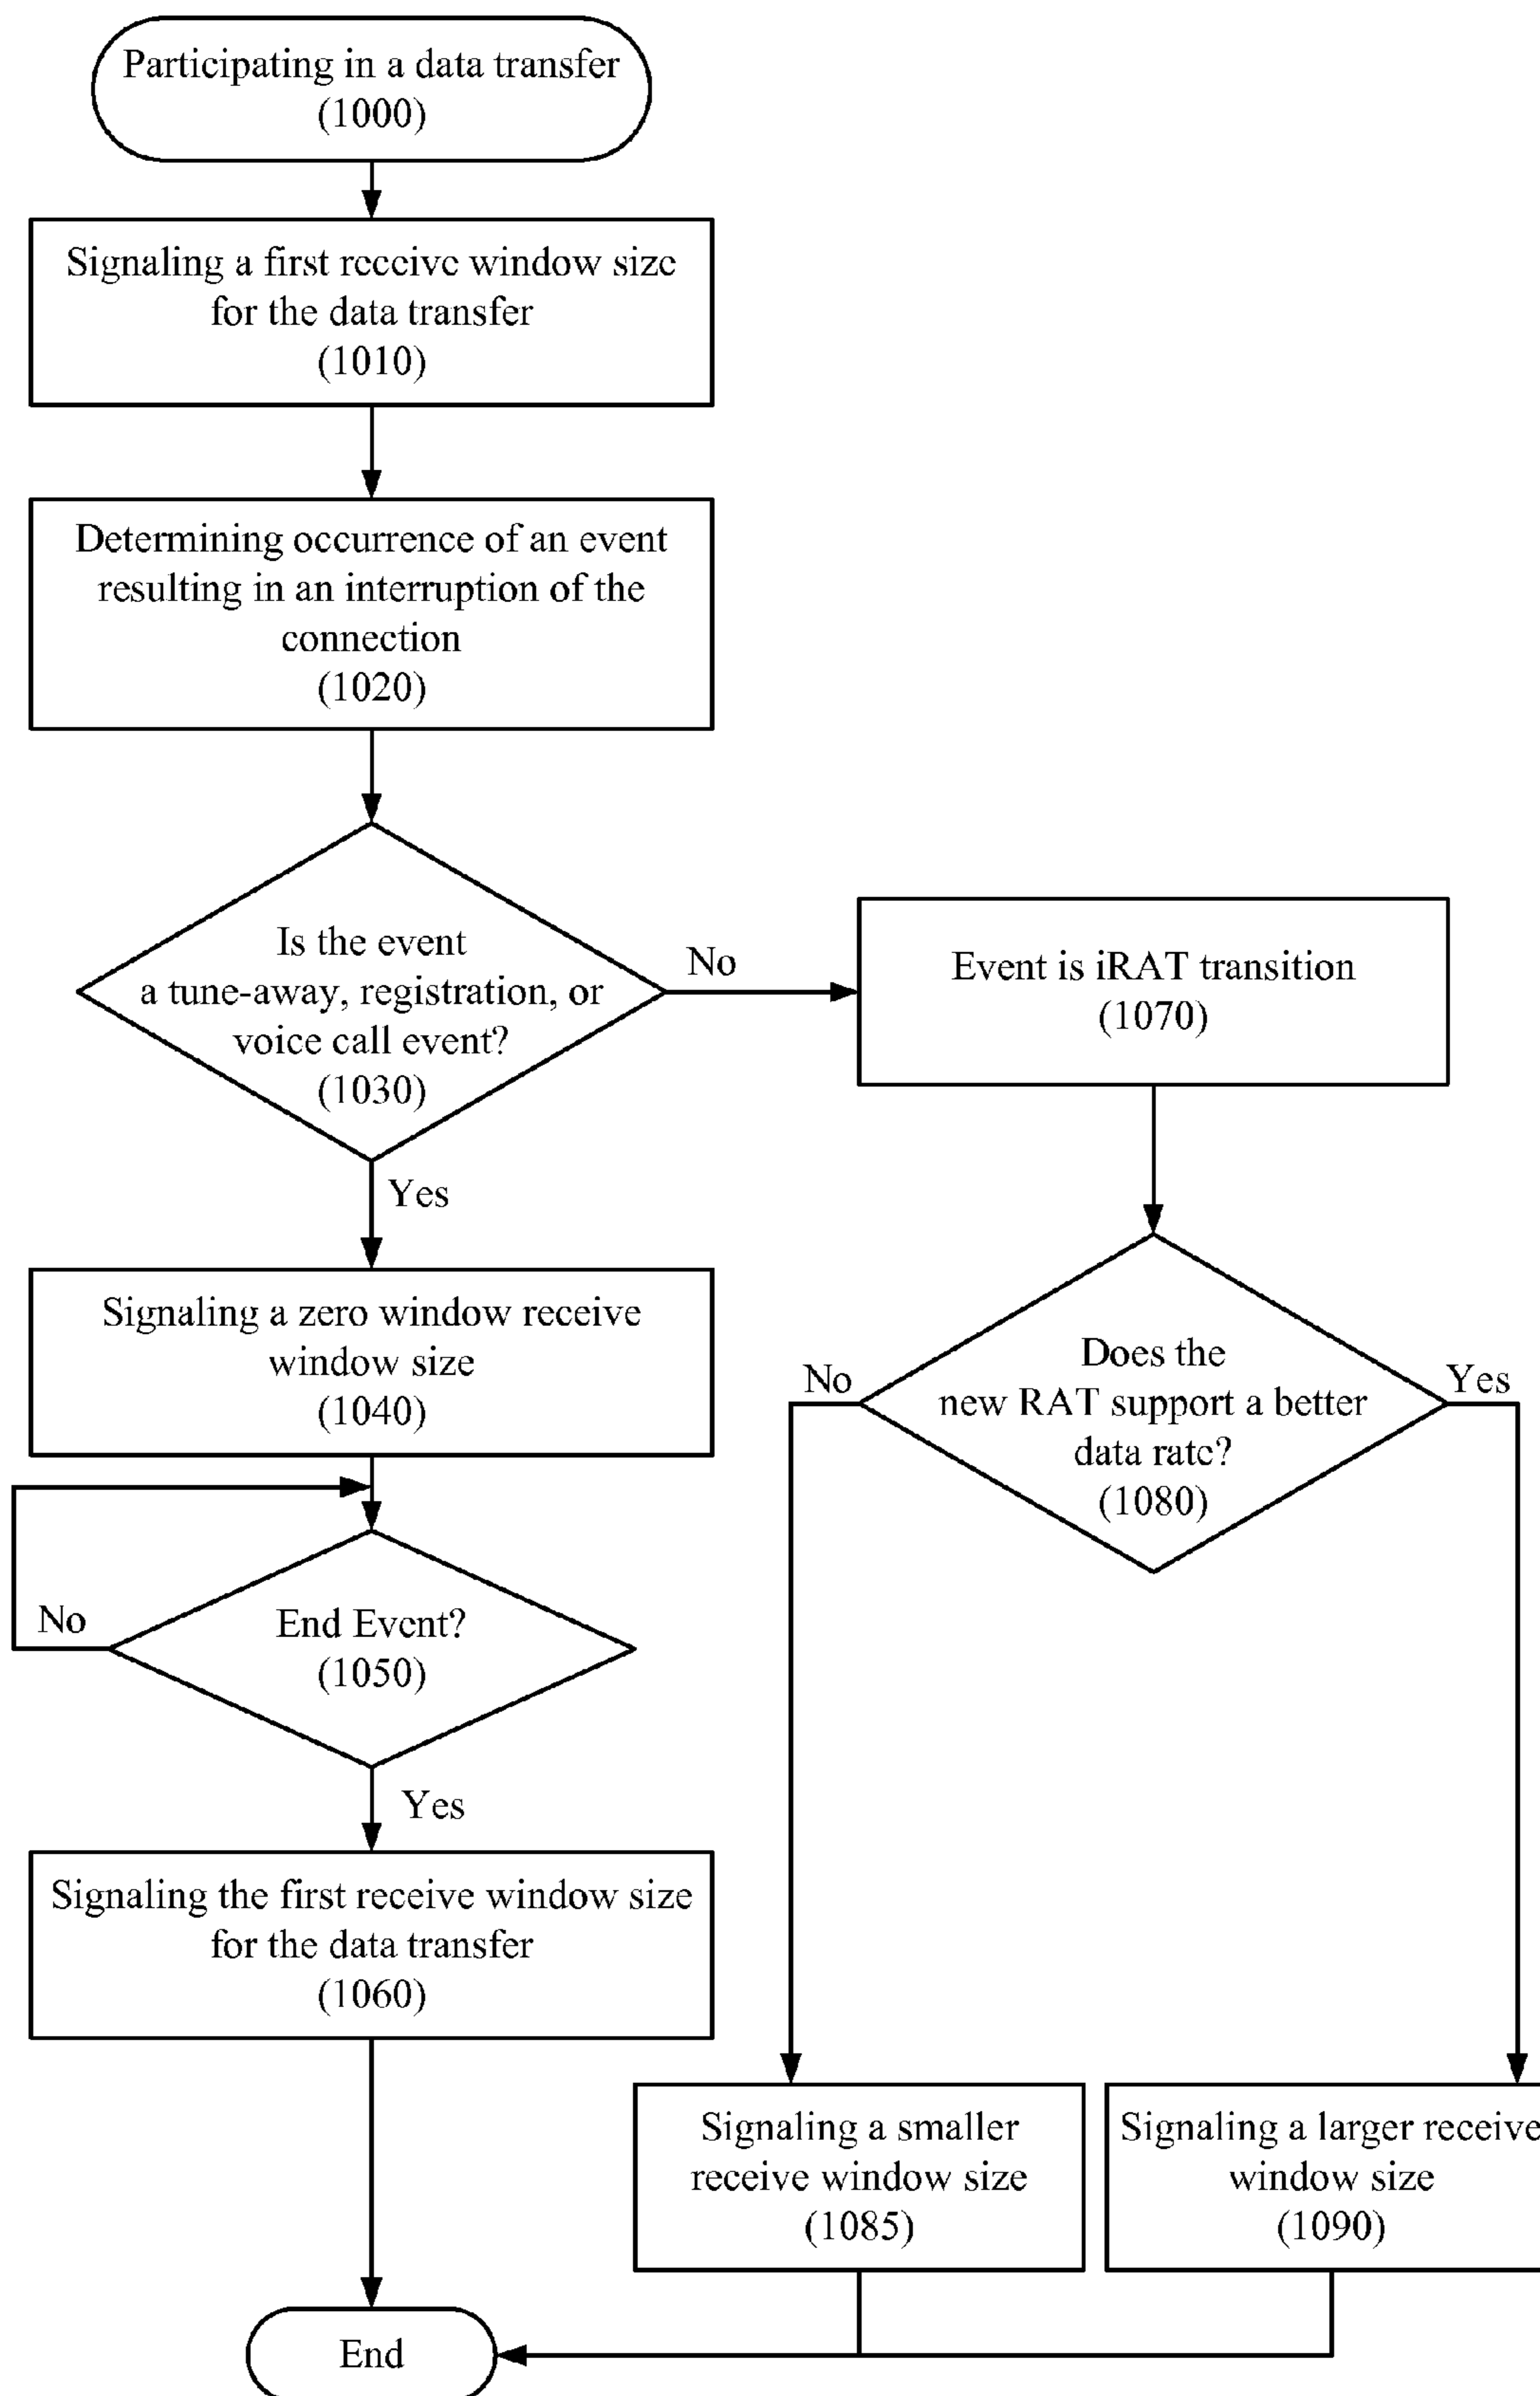 Participating in a data transfer
(1000)
Signaling a first receive window size
for the data transfer
(1010)
Determining occurrence of an event
resulting in an interruption of the
connection
(1020)
Is the event
a tune-away, registration, or
voice call event?
(1030)
No
Event is iRAT transition
(1070)
Yes
Signaling a zero window receive
window size
(1040)
Does the
new RAT support a better
data rate?
(1080)
No
Yes
End Event?
(1050)
No
Yes
Signaling the first receive window size
for the data transfer
(1060)
Signaling a smaller
receive window size
(1085)
Signaling a larger receive
window size
(1090)
End